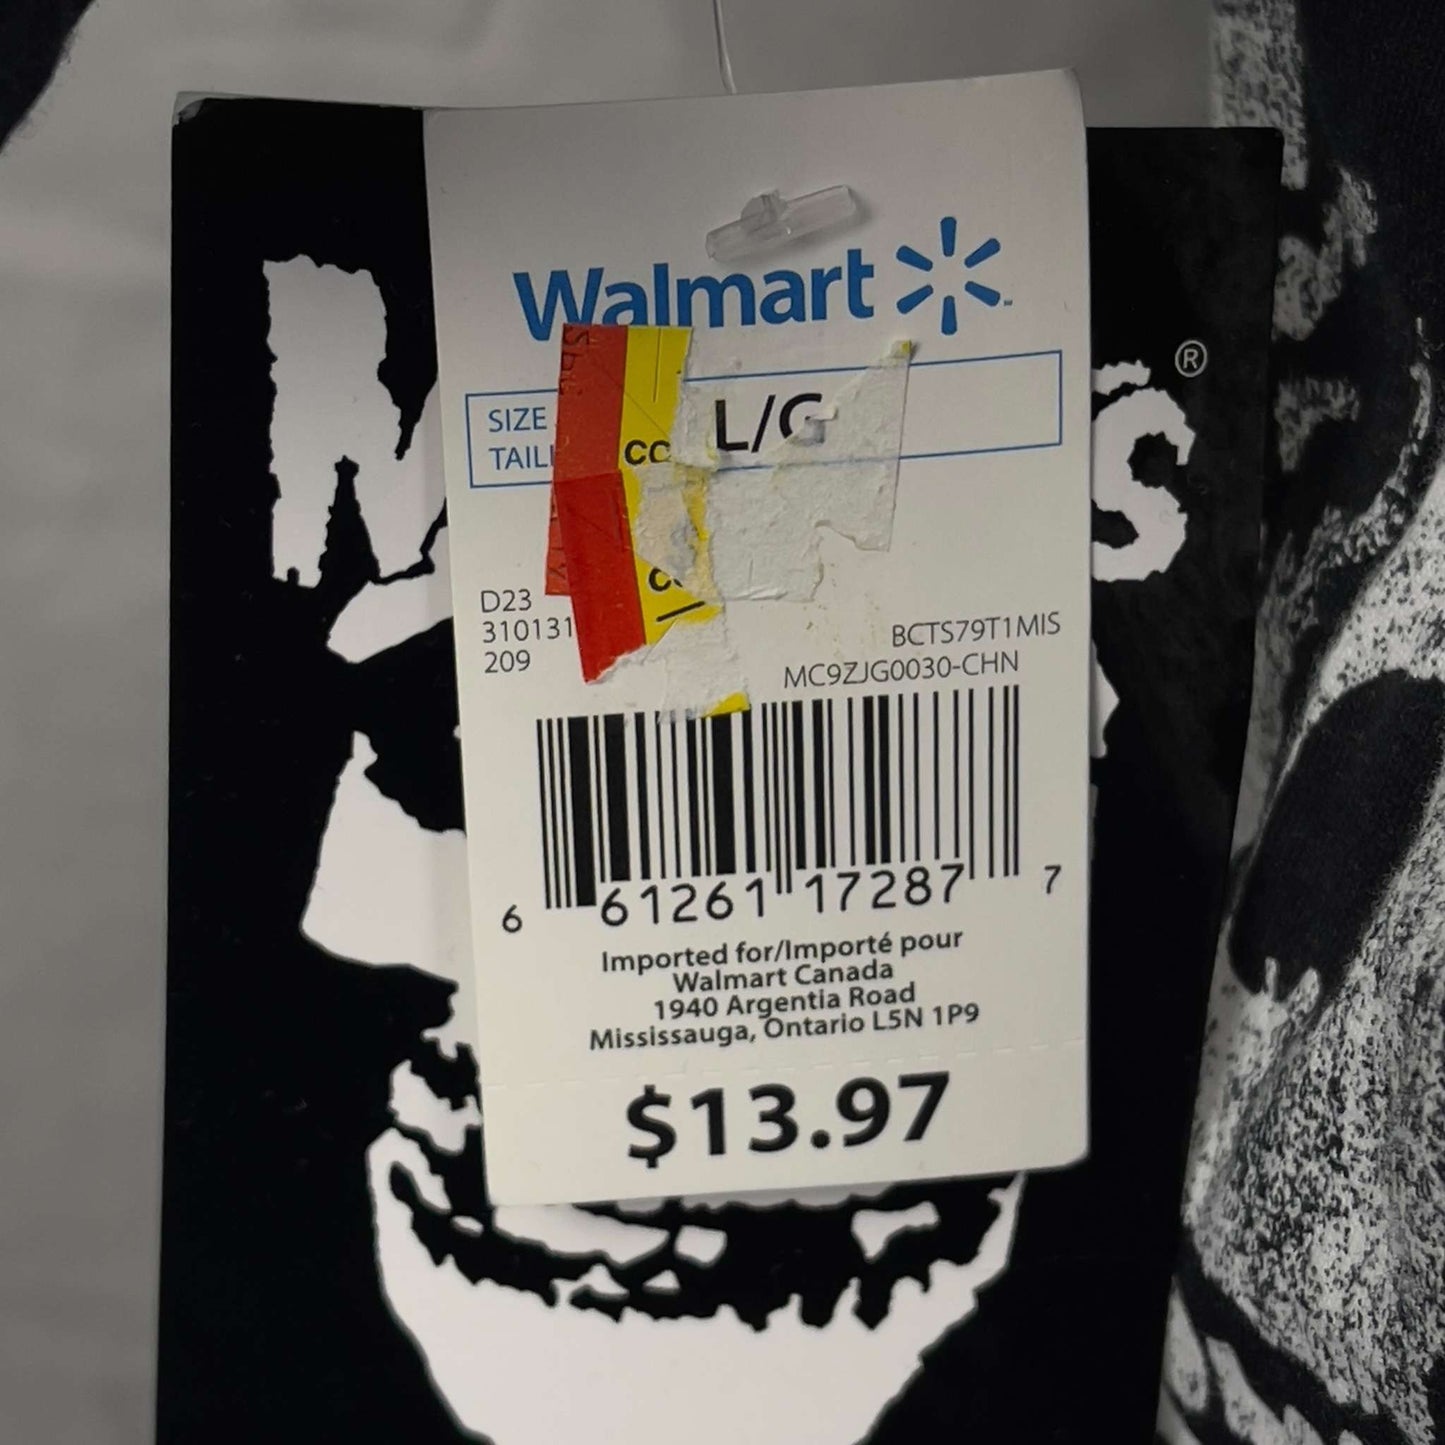 Walmart
®
SIZE L/G
CO
D23
310131
209
BCTS79T1MIS
MC9ZJG0030-CHN
6 61261 17287 7
Imported for/Importé pour
Walmart Canada
1940 Argentia Road
Mississauga, Ontario L5N 1P9
$13.97